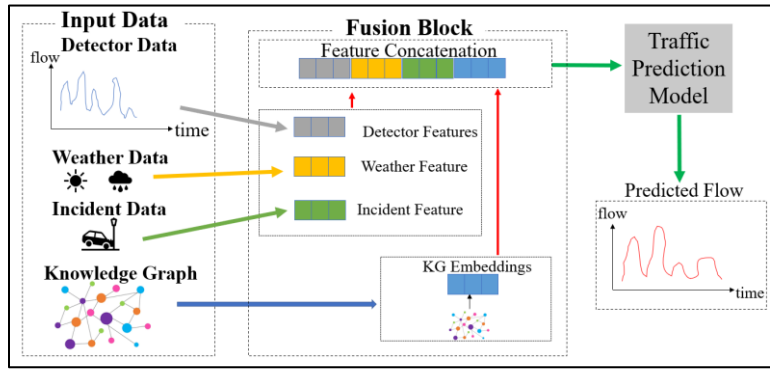 Input Data
Detector Data
flow
time
Weather Data
Incident Data
Knowledge Graph
Fusion Block
Feature Concatenation
Detector Features
Weather Feature
Incident Feature
KG Embeddings
Traffic
Prediction
Model
Predicted Flow
flow
time